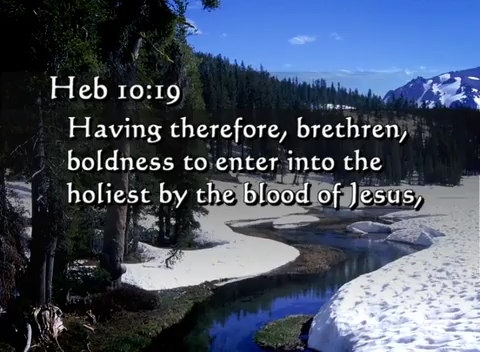 Heb 10:19
Having therefore, brethren,
boldness to enter into the
holiest by the blood of Jesus,